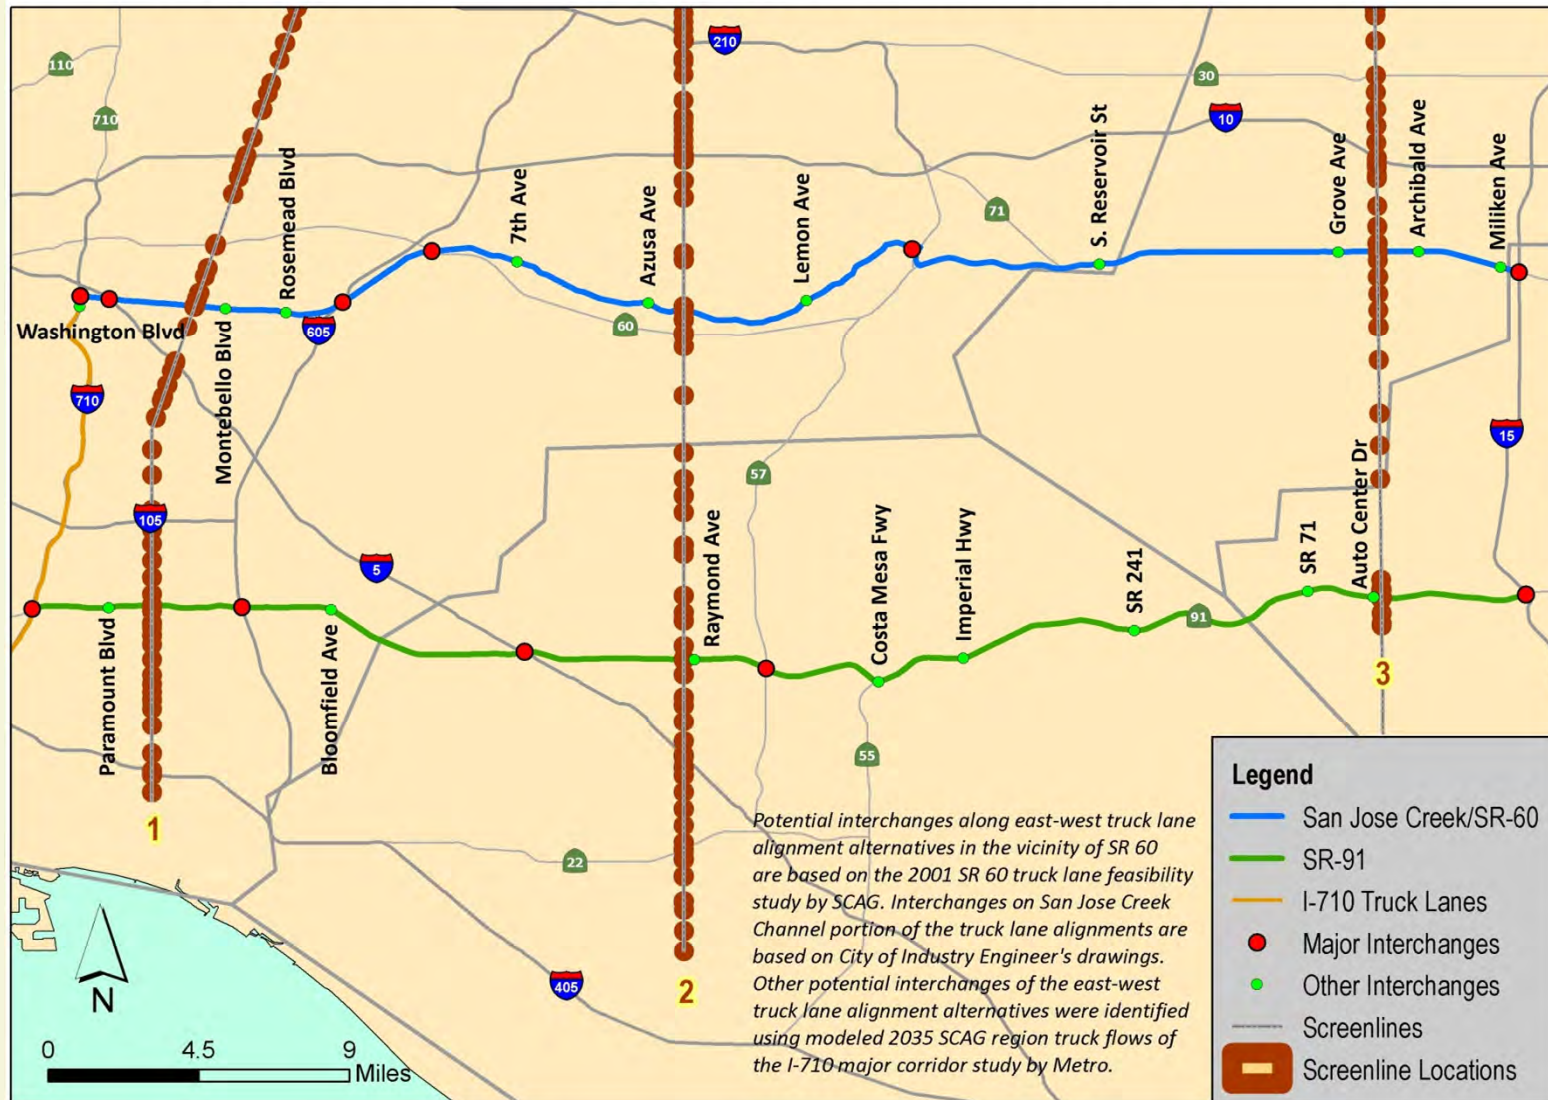 110
710
210
30
10
Rosemead Blvd
7th Ave
Azusa Ave
Lemon Ave
71
S. Reservoir St
Grove Ave
Archibald Ave
Milliken Ave
Washington Blvd
Montebello Blvd
605
60
710
57
15
105
5
Paramount Blvd
Bloomfield Ave
Raymond Ave
Costa Mesa Fwy
Imperial Hwy
SR 241
91
SR 71
Auto Center Dr
55
22
405
1
2
3
Potential interchanges along east-west truck lane
alignment alternatives in the vicinity of SR 60
are based on the 2001 SR 60 truck lane feasibility
study by SCAG. Interchanges on San Jose Creek
Channel portion of the truck lane alignments are
based on City of Industry Engineer's drawings.
Other potential interchanges of the east-west
truck lane alignment alternatives were identified
using modeled 2035 SCAG region truck flows of
the I-710 major corridor study by Metro.
N
0 4.5 9
Miles
Legend
San Jose Creek/SR-60
SR-91
I-710 Truck Lanes
Major Interchanges
Other Interchanges
Screenlines
Screenline Locations